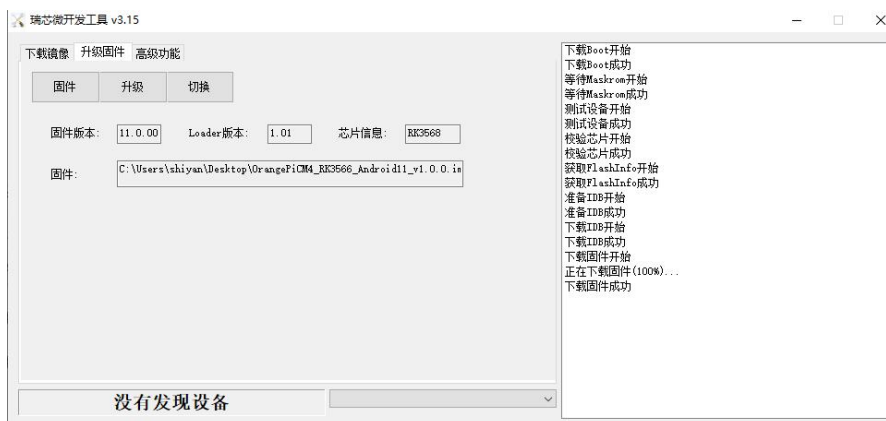 瑞芯微开发工具 v3.15
下载镜像 升级固件 高级功能
固件 升级 切换
固件版本: 11.0.00 Loader版本: 1.01 芯片信息: RK3568
固件: C:\Users\shiyan\Desktop\OrangePiCM4_RK3566_Android11_v1.0.0.im
没有发现设备
下载Boot开始
下载Boot成功
等待Maskrom开始
等待Maskrom成功
测试设备开始
测试设备成功
校验芯片开始
校验芯片成功
获取FlashInfo开始
获取FlashInfo成功
准备IDB开始
准备IDB成功
下载IDB开始
下载IDB成功
下载固件开始
正在下载固件(100%)...
下载固件成功